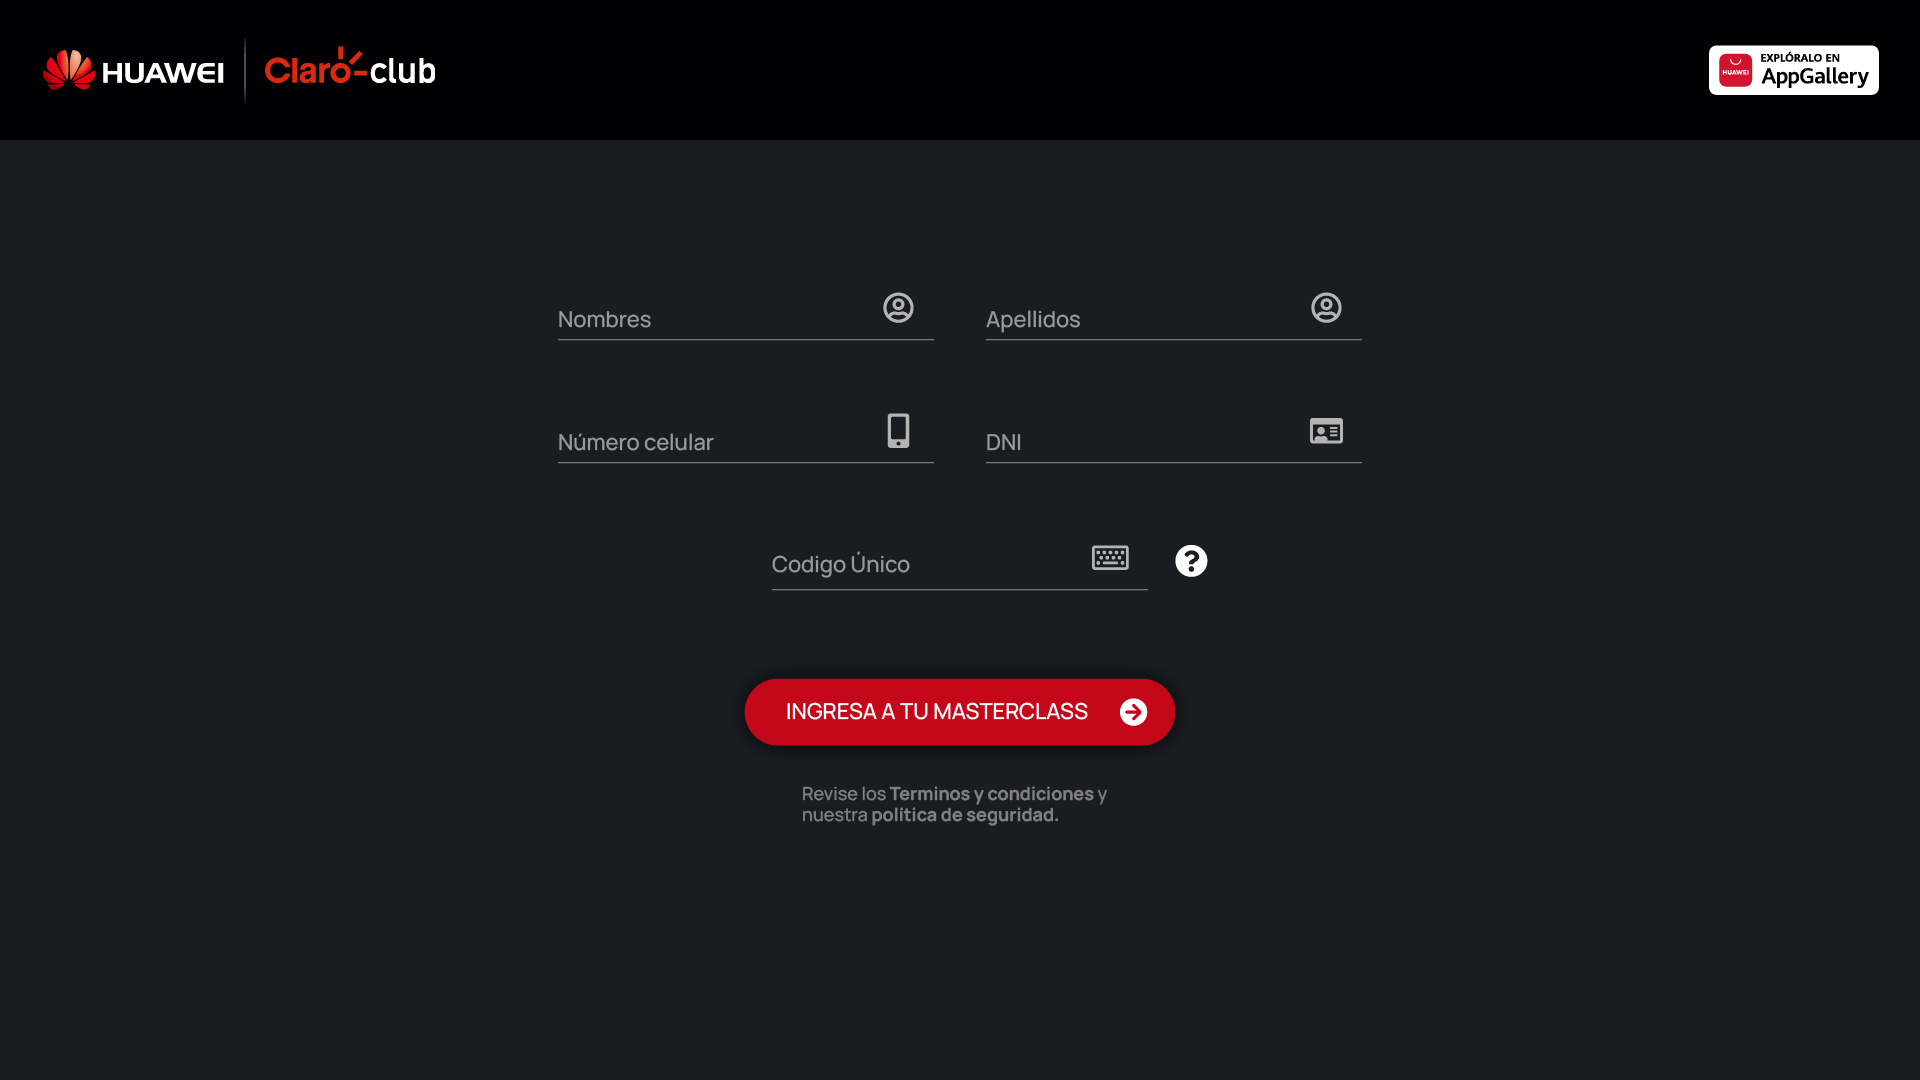 HUAWEI
Claro-club
EXPLÓRALO EN
HUAWEI
AppGallery
Nombres
Apellidos
Número celular
DNI
Codigo Único
?
INGRESA A TU MASTERCLASS
Revise los Terminos y condiciones y
nuestra politica de seguridad.